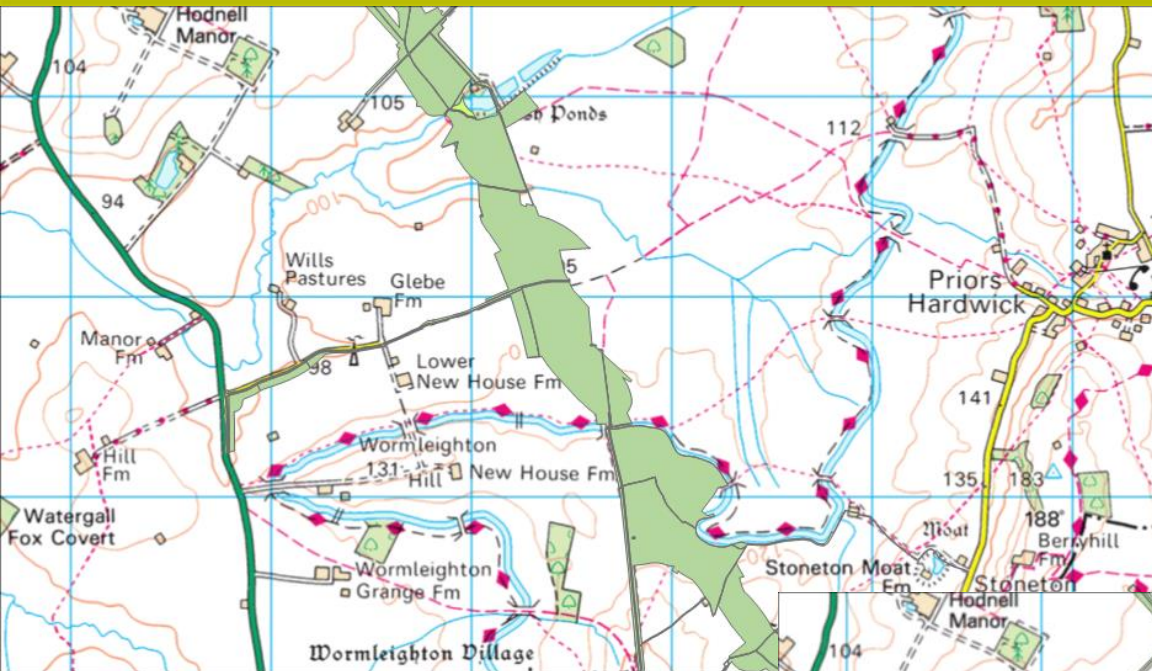 Hodnell
Manor
104
105
sh Ponds
112
94
100
Wills
Pastures
Glebe
Fm
5
Priors
Hardwick
Manor
Fm
98
Lower
New House Fm
141
Wormleighton
131
Hill
New House Fm
Hill
Fm
135
183
Watergall
Fox Covert
Moat
188
Berryhill
Fm
Wormleighton
Grange Fm
Stoneton Moat
Fm
Stoneton
Hodnell
Manor
Wormleighton Village
104